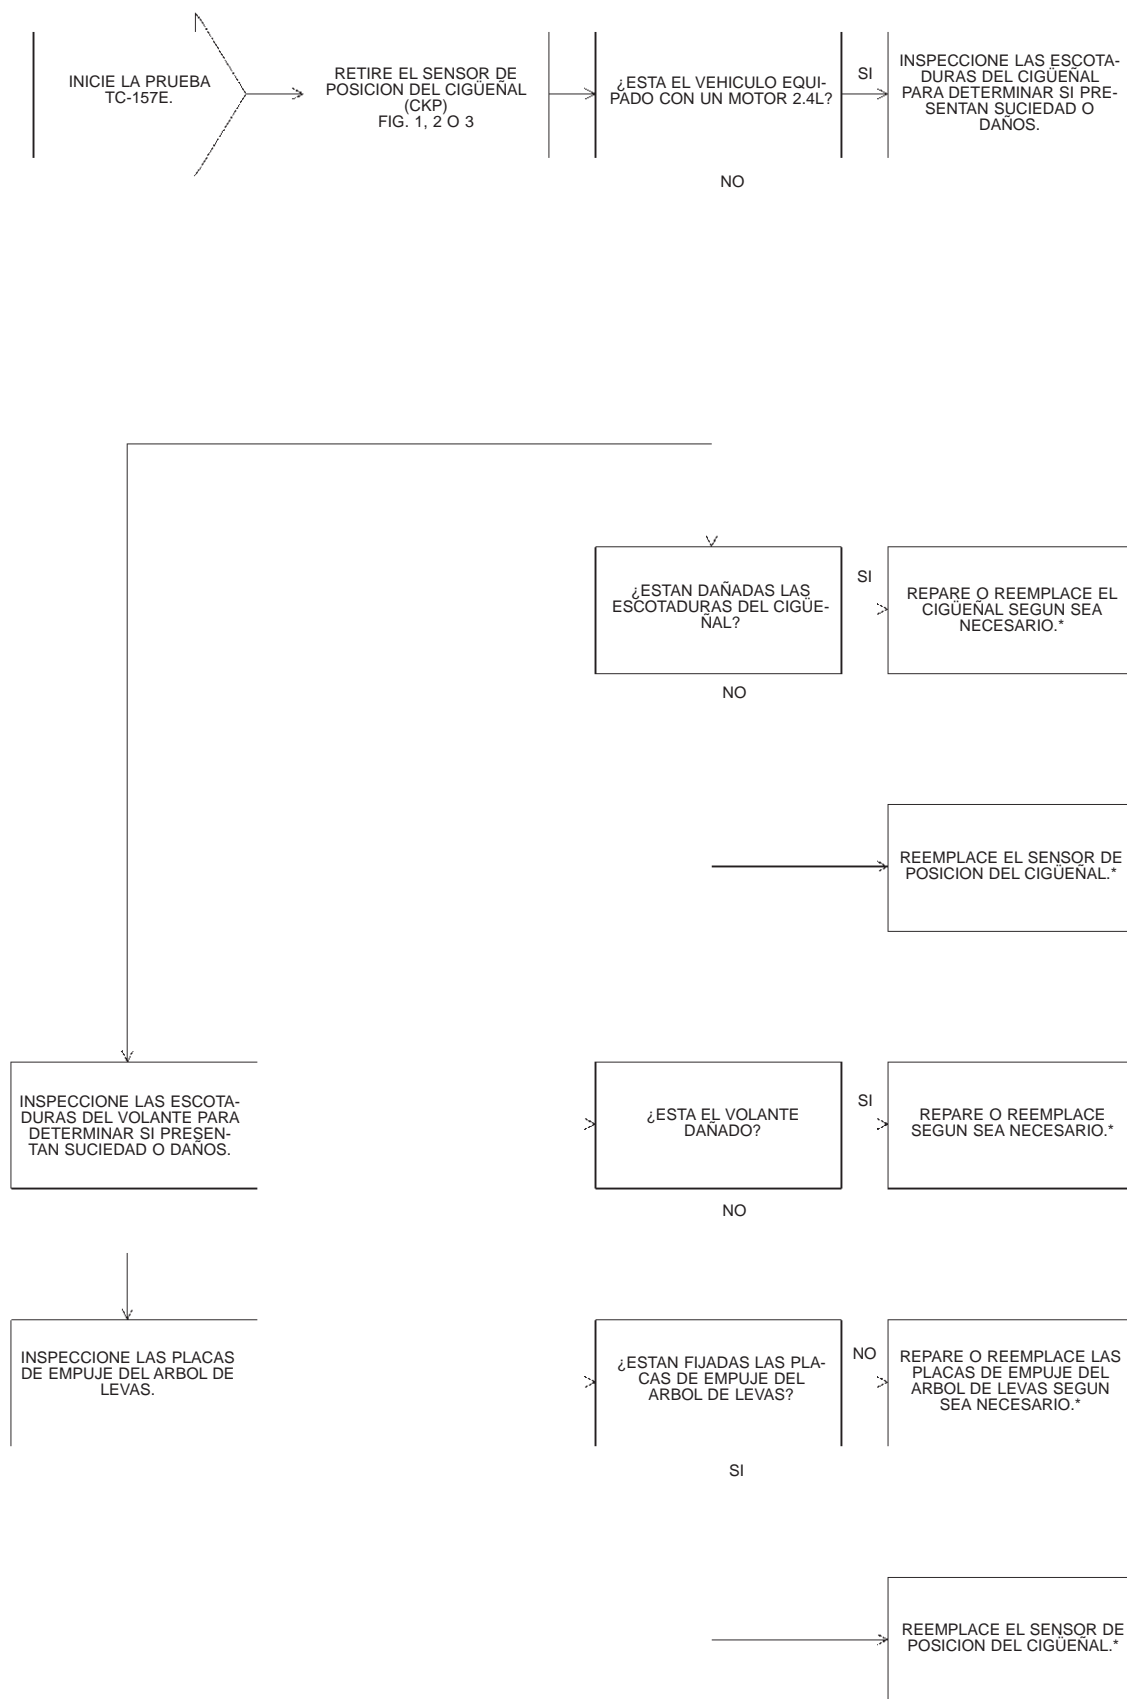 INICIE LA PRUEBA
TC-157E.
RETIRE EL SENSOR DE
POSICION DEL CIGÜEÑAL
(CKP)
FIG. 1, 2 O 3
¿ESTA EL VEHICULO EQUI-
PADO CON UN MOTOR 2.4L?
SI
INSPECCIONE LAS ESCOTA-
DURAS DEL CIGÜEÑAL
PARA DETERMINAR SI PRE-
SENTAN SUCIEDAD O
DAÑOS.
NO
¿ESTAN DAÑADAS LAS
ESCOTADURAS DEL CIGÜE-
ÑAL?
SI
REPARE O REEMPLACE EL
CIGÜEÑAL SEGUN SEA
NECESARIO.*
NO
REEMPLACE EL SENSOR DE
POSICION DEL CIGÜEÑAL.*
INSPECCIONE LAS ESCOTA-
DURAS DEL VOLANTE PARA
DETERMINAR SI PRESEN-
TAN SUCIEDAD O DAÑOS.
¿ESTA EL VOLANTE
DAÑADO?
SI
REPARE O REEMPLACE
SEGUN SEA NECESARIO.*
NO
INSPECCIONE LAS PLACAS
DE EMPUJE DEL ARBOL DE
LEVAS.
¿ESTAN FIJADAS LAS PLA-
CAS DE EMPUJE DEL
ARBOL DE LEVAS?
NO
REPARE O REEMPLACE LAS
PLACAS DE EMPUJE DEL
ARBOL DE LEVAS SEGUN
SEA NECESARIO.*
SI
REEMPLACE EL SENSOR DE
POSICION DEL CIGÜEÑAL.*